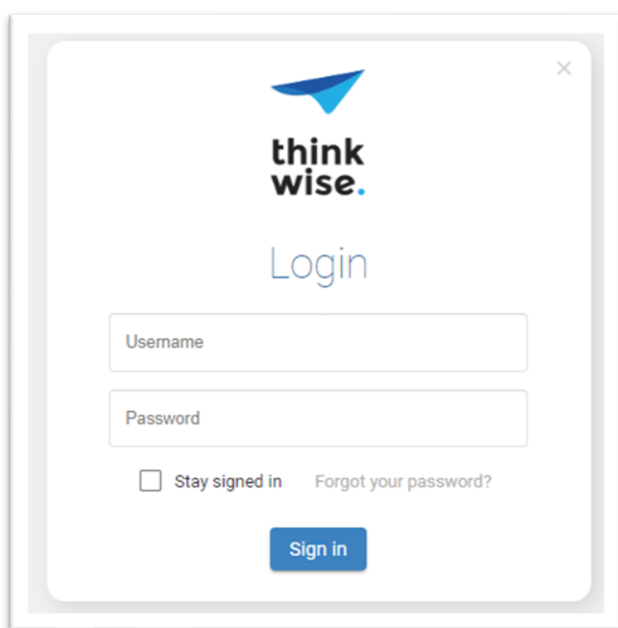 think
wise.
Login
Username
Password
Stay signed in Forgot your password?
Sign in